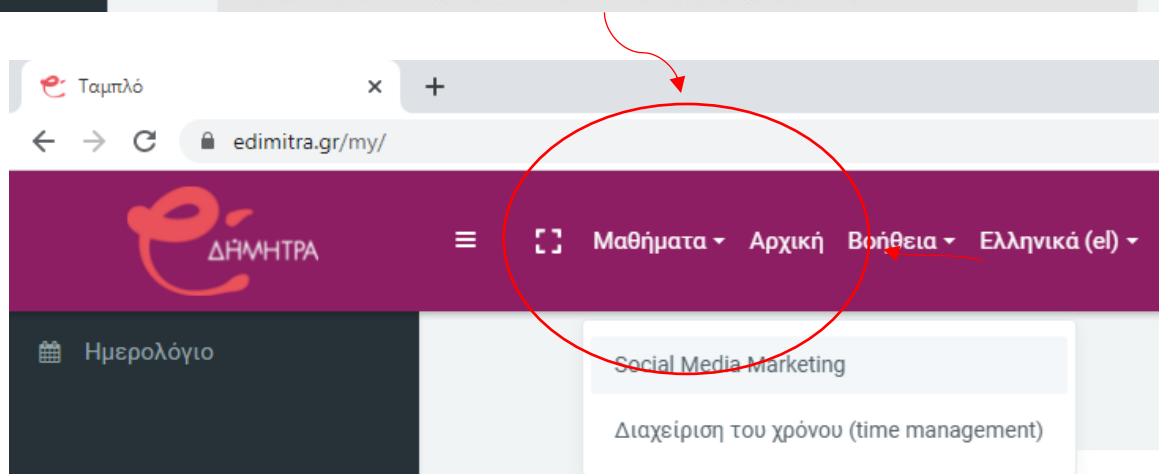 Ταμπλό
edimitra.gr/my/
ΔΗΜΗΤΡΑ
Μαθήματα Αρχική Βοήθεια Ελληνικά (el)
Ημερολόγιο
Social Media Marketing
Διαχείριση του χρόνου (time management)